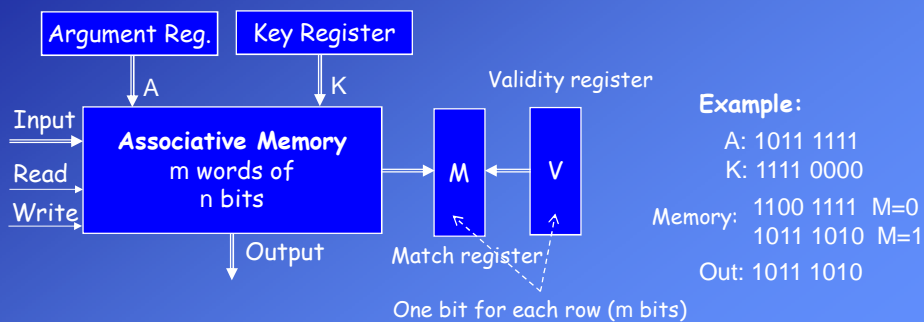 Argument Reg.
Key Register
A
K
Validity register
Input
Read
Write
Associative Memory
m words of
n bits
M
V
Output
Match register
One bit for each row (m bits)
Example:
A: 1011 1111
K: 1111 0000
Memory: 1100 1111 M=0
1011 1010 M=1
Out: 1011 1010